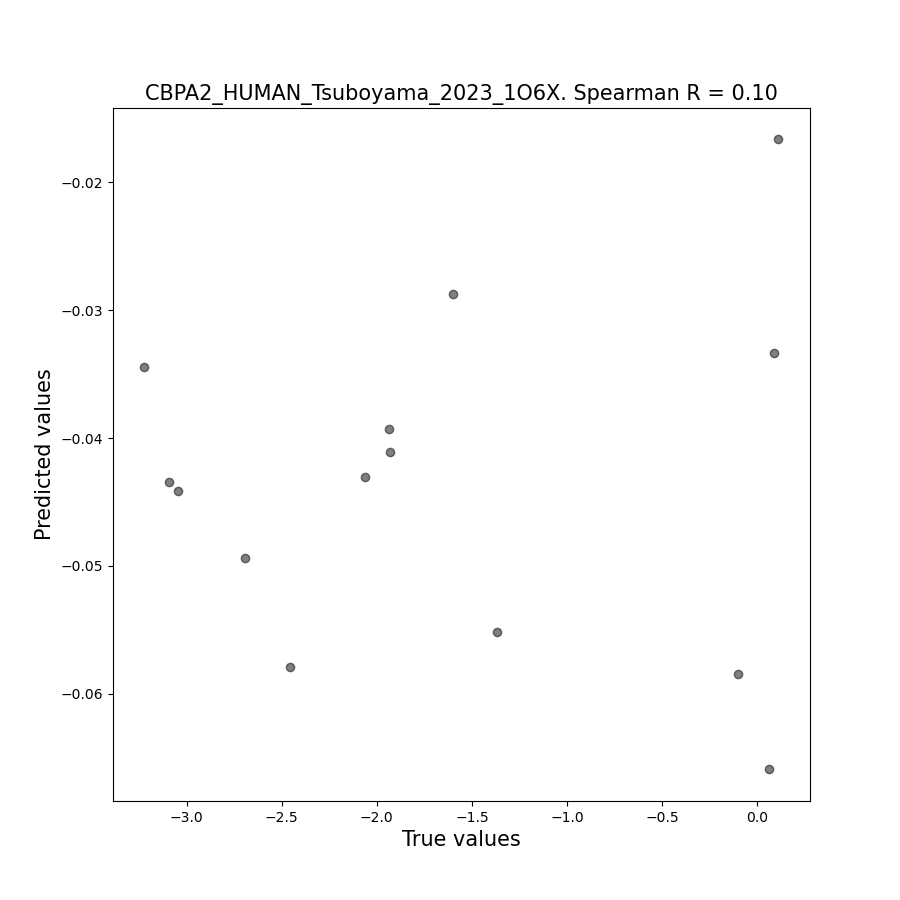 CBPA2_HUMAN_Tsuboyama_2023_1O6X. Spearman R = 0.10
−0.02
−0.03
−0.04
−0.05
−0.06
Predicted values
−3.0 −2.5 −2.0 −1.5 −1.0 −0.5 0.0
True values